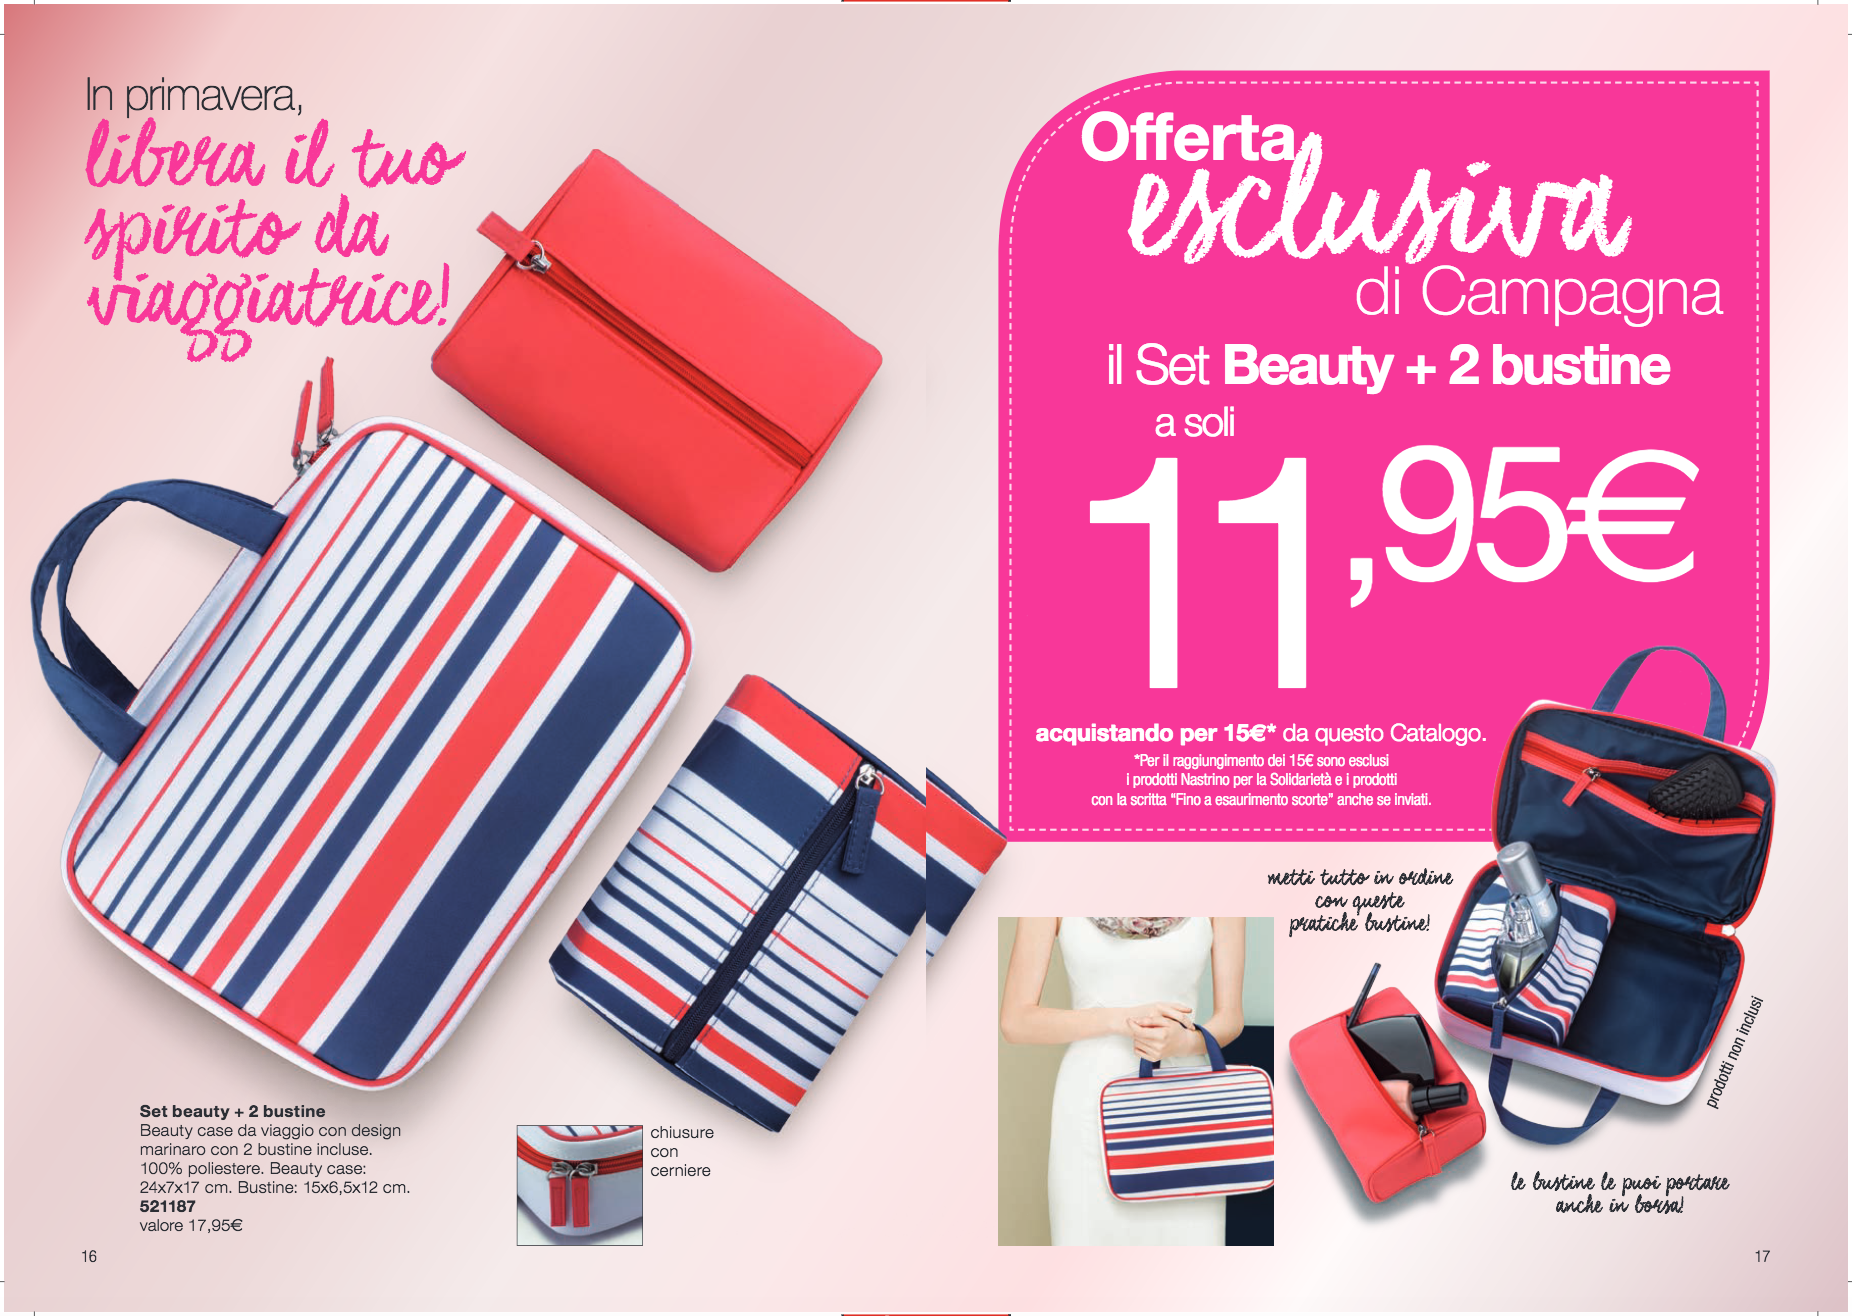 In primavera,
libera il tuo
spirito da
viaggiatrice!
Set beauty + 2 bustine
Beauty case da viaggio con design
marinaro con 2 bustine incluse.
100% poliestere. Beauty case:
24x7x17 cm. Bustine: 15x6,5x12 cm.
521187
valore 17,95€
chiusure
con
cerniere
16
Offerta
esclusiva
di Campagna
il Set Beauty + 2 bustine
a soli
11,95€
acquistando per 15€* da questo Catalogo.
*Per il raggiungimento dei 15€ sono esclusi
i prodotti Nastrino per la Solidarietà e i prodotti
con la scritta “Fino a esaurimento scorte” anche se inviati.
metti tutto in ordine
con queste
pratiche bustine!
prodotti non inclusi
le bustine le puoi portare
anche in borsa!
17